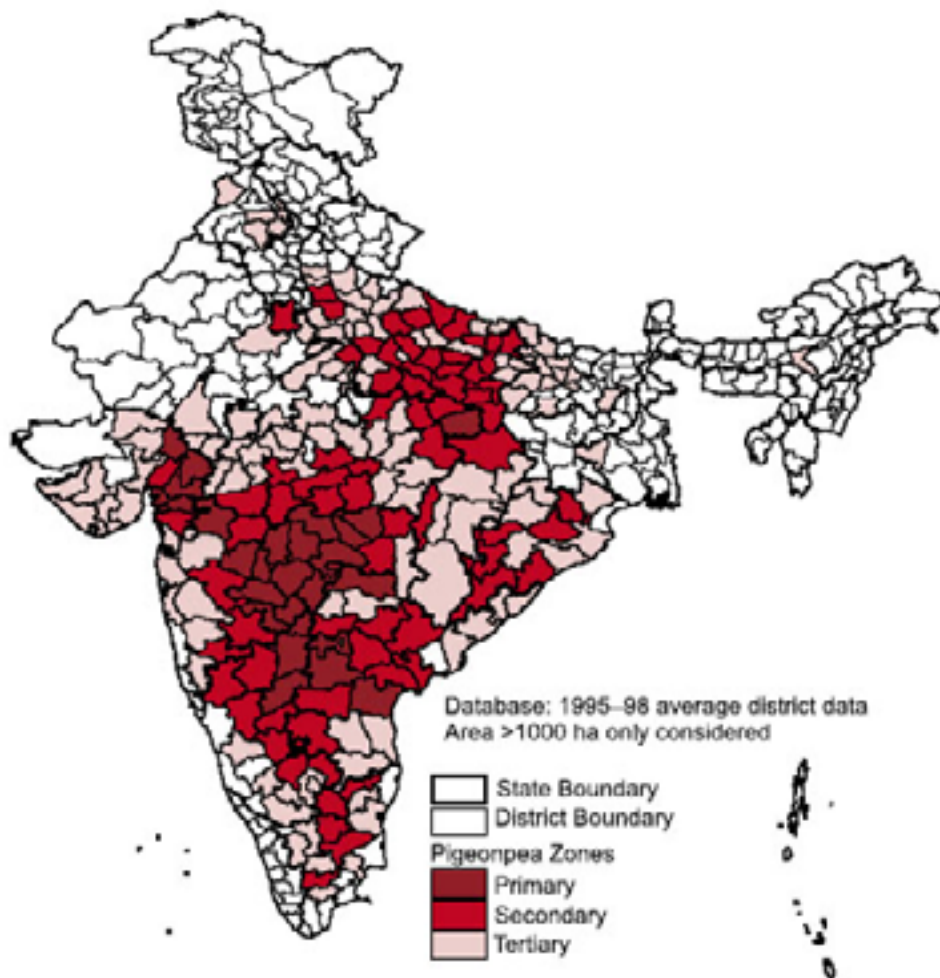 Database: 1995–98 average district data
Area >1000 ha only considered
State Boundary
District Boundary
Pigeonpea Zones
Primary
Secondary
Tertiary